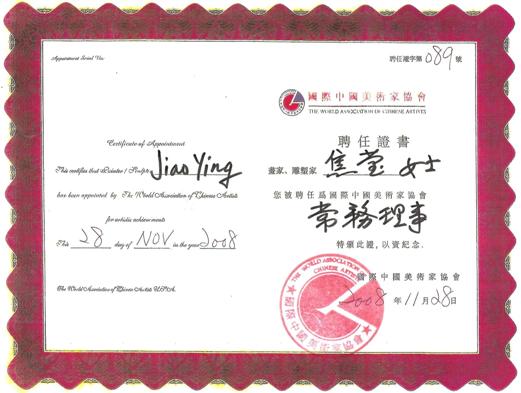 Appointment Serial No:
聘任證字第 089 號
國際中國美術家協會
THE WORLD ASSOCIATION OF CHINESE ARTISTS
Certificate of Appointment
This certifies that Painter / Sculptor Jiao Ying
has been appointed by The World Association of Chinese Artists
for artistic achievements
This 28 day of NOV in the year 2008
The World Association of Chinese Artists U.S.A.
聘任證書
畫家、雕塑家 焦莹 女士
您被聘任爲國際中國美術家協會
常務理事
特頒此證，以資紀念.
國際中國美術家協會
2008 年 11 月 28 日
THE WORLD ASSOCIATION
CHINESE ARTISTS
國際中國美術家協會